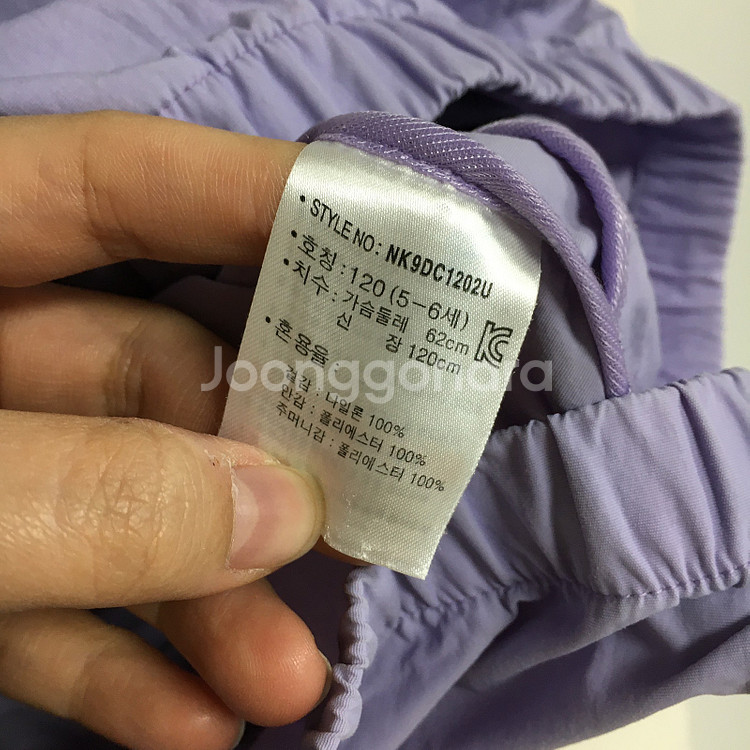 • STYLE NO: NK9DC1202U
• 호칭 : 120 (5-6세)
• 치수 : 가슴둘레 62cm
신 장 120cm
• 혼용율 :
겉감 : 나일론 100%
안감 : 폴리에스터 100%
주머니감 : 폴리에스터 100%
Joonggonara